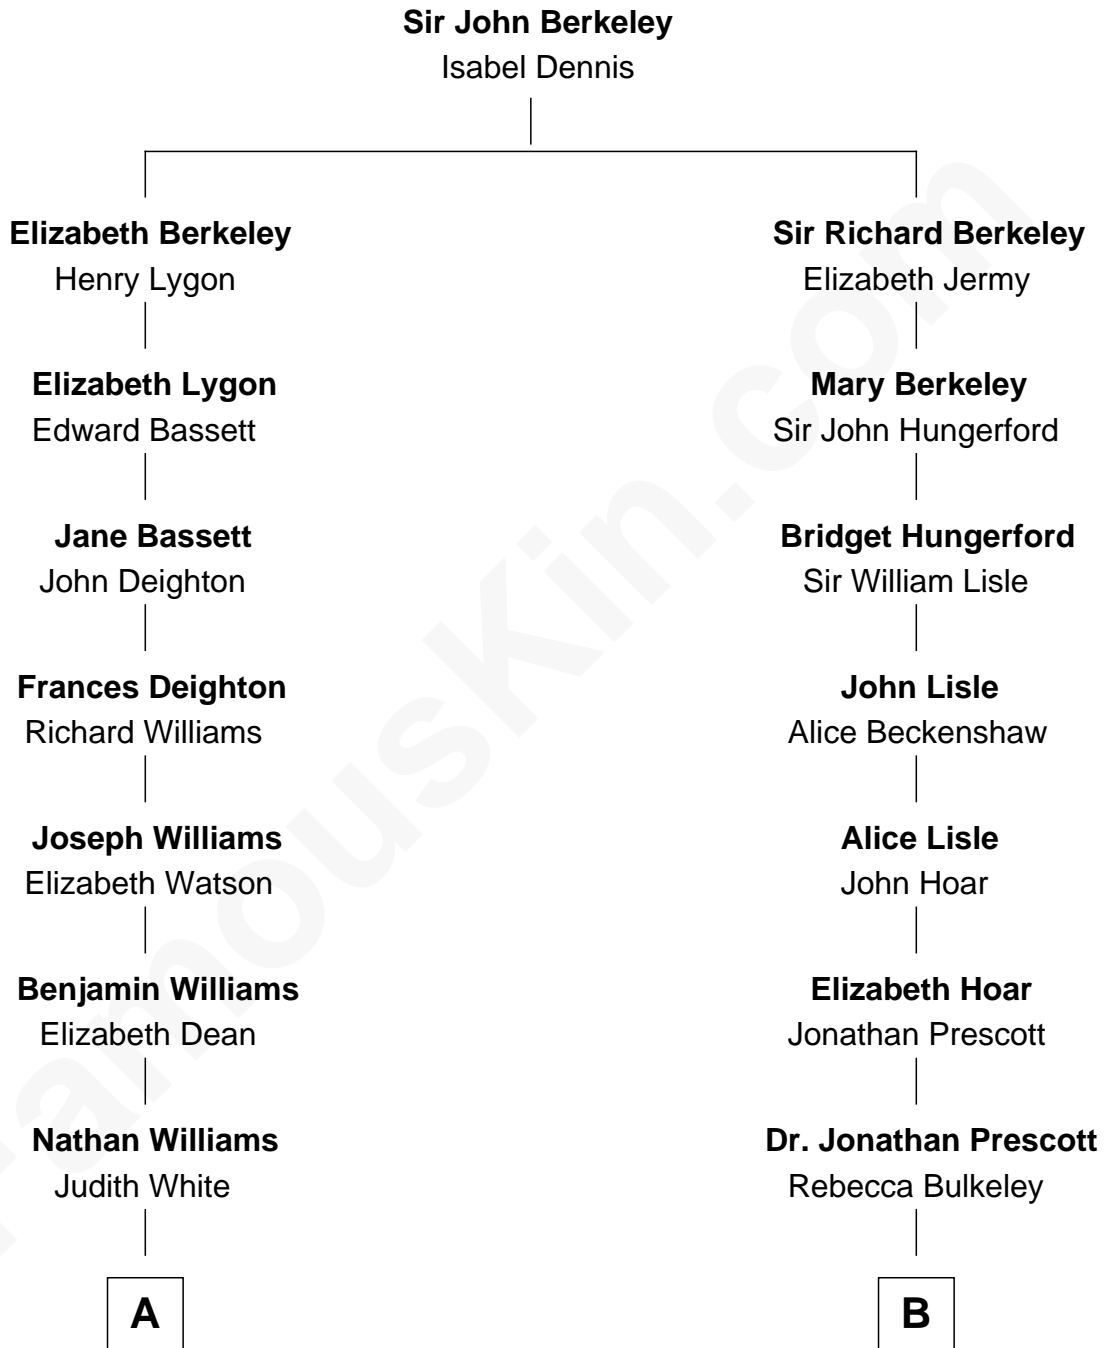 Sir John Berkeley
Isabel Dennis
Elizabeth Berkeley
Henry Lygon
Elizabeth Lygon
Edward Bassett
Jane Bassett
John Deighton
Frances Deighton
Richard Williams
Joseph Williams
Elizabeth Watson
Benjamin Williams
Elizabeth Dean
Nathan Williams
Judith White
A
Sir Richard Berkeley
Elizabeth Jermy
Mary Berkeley
Sir John Hungerford
Bridget Hungerford
Sir William Lisle
John Lisle
Alice Beckenshaw
Alice Lisle
John Hoar
Elizabeth Hoar
Jonathan Prescott
Dr. Jonathan Prescott
Rebecca Bulkeley
B
FamousKin.com